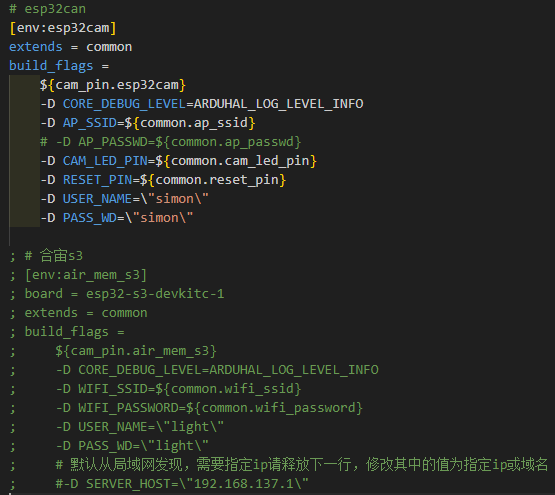 # esp32can
[env:esp32cam]
extends = common
build_flags =
    ${cam_pin.esp32cam}
    -D CORE_DEBUG_LEVEL=ARDUHAL_LOG_LEVEL_INFO
    -D AP_SSID=${common.ap_ssid}
    # -D AP_PASSWD=${common.ap_passwd}
    -D CAM_LED_PIN=${common.cam_led_pin}
    -D RESET_PIN=${common.reset_pin}
    -D USER_NAME=\"simon\"
    -D PASS_WD=\"simon\"
; # 合宙s3
; [env:air_mem_s3]
; board = esp32-s3-devkitc-1
; extends = common
; build_flags =
;     ${cam_pin.air_mem_s3}
;     -D CORE_DEBUG_LEVEL=ARDUHAL_LOG_LEVEL_INFO
;     -D WIFI_SSID=${common.wifi_ssid}
;     -D WIFI_PASSWORD=${common.wifi_password}
;     -D USER_NAME=\"light\"
;     -D PASS_WD=\"light\"
;     # 默认从局域网发现，需要指定ip请释放下一行，修改其中的值为指定ip或域名
;     #-D SERVER_HOST=\"192.168.137.1\"